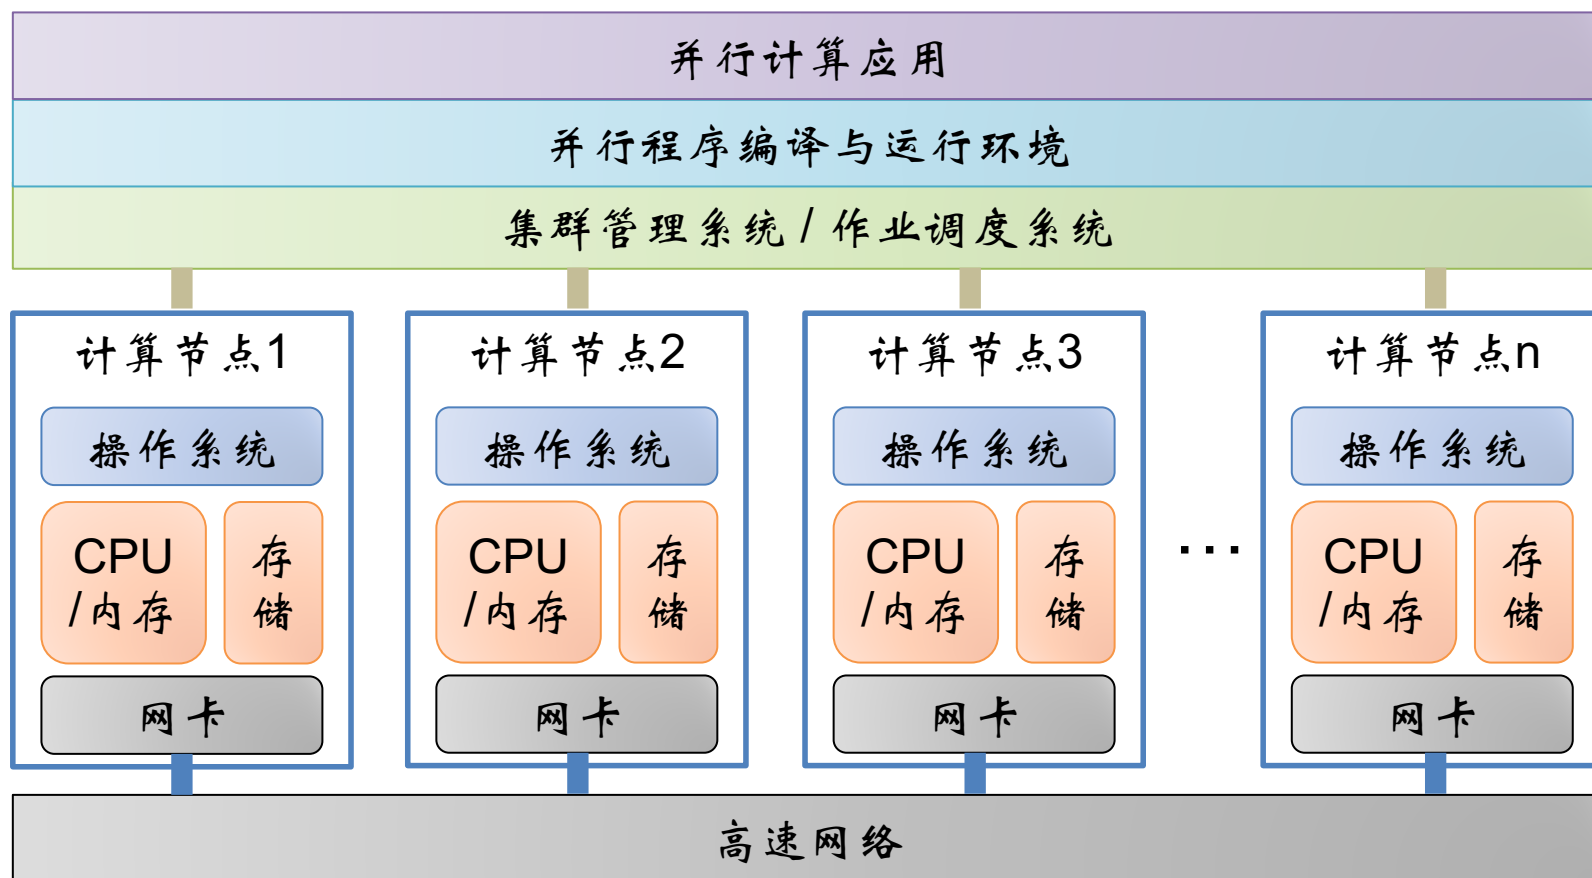 并行计算应用
并行程序编译与运行环境
集群管理系统 / 作业调度系统
计算节点1
操作系统
CPU
/内存
存
储
网卡
计算节点2
操作系统
CPU
/内存
存
储
网卡
计算节点3
操作系统
CPU
/内存
存
储
网卡
...
计算节点n
操作系统
CPU
/内存
存
储
网卡
高速网络